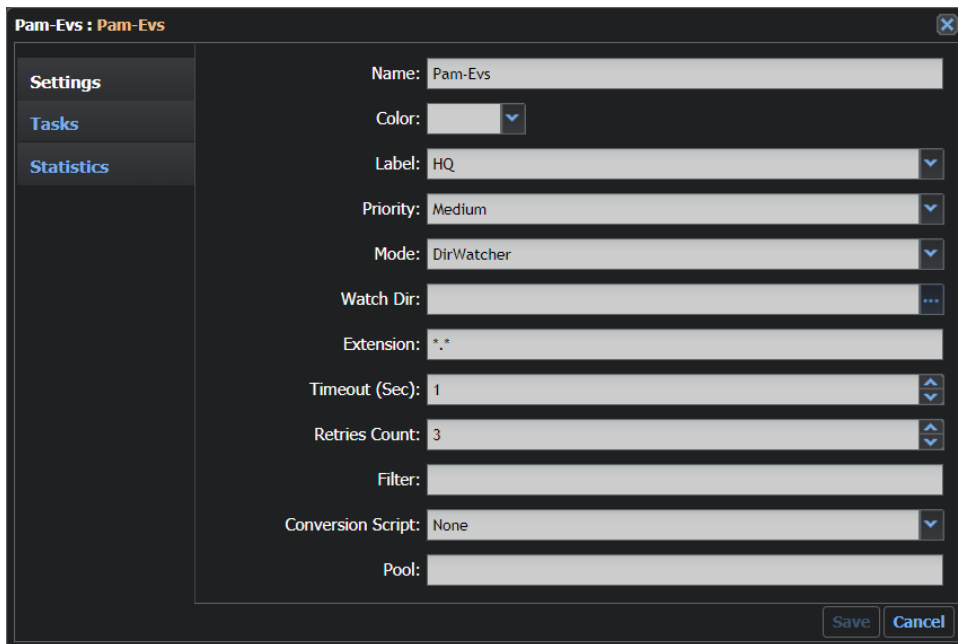 Pam-Evs : Pam-Evs
Settings
Tasks
Statistics
Name: Pam-Evs
Color:
Label: HQ
Priority: Medium
Mode: DirWatcher
Watch Dir: ...
Extension: *.*
Timeout (Sec): 1
Retries Count: 3
Filter:
Conversion Script: None
Pool:
Save Cancel